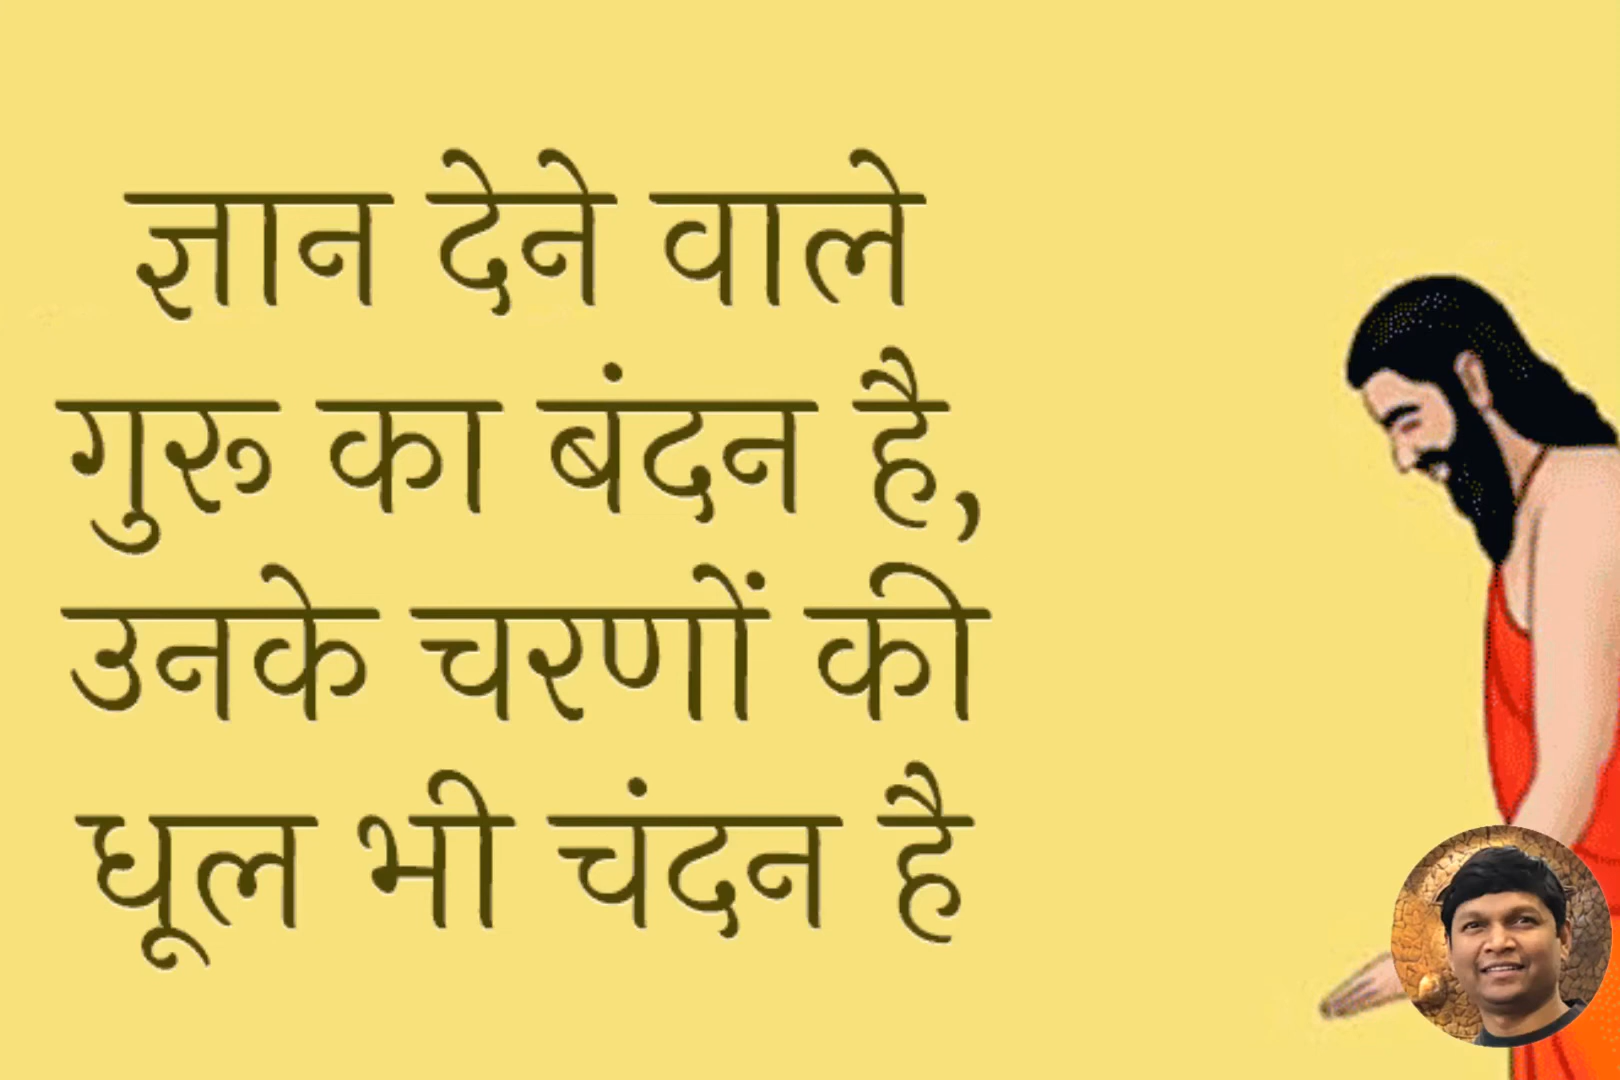 ज्ञान देने वाले
गुरू का बंदन है,
उनके चरणों की
धूल भी चंदन है